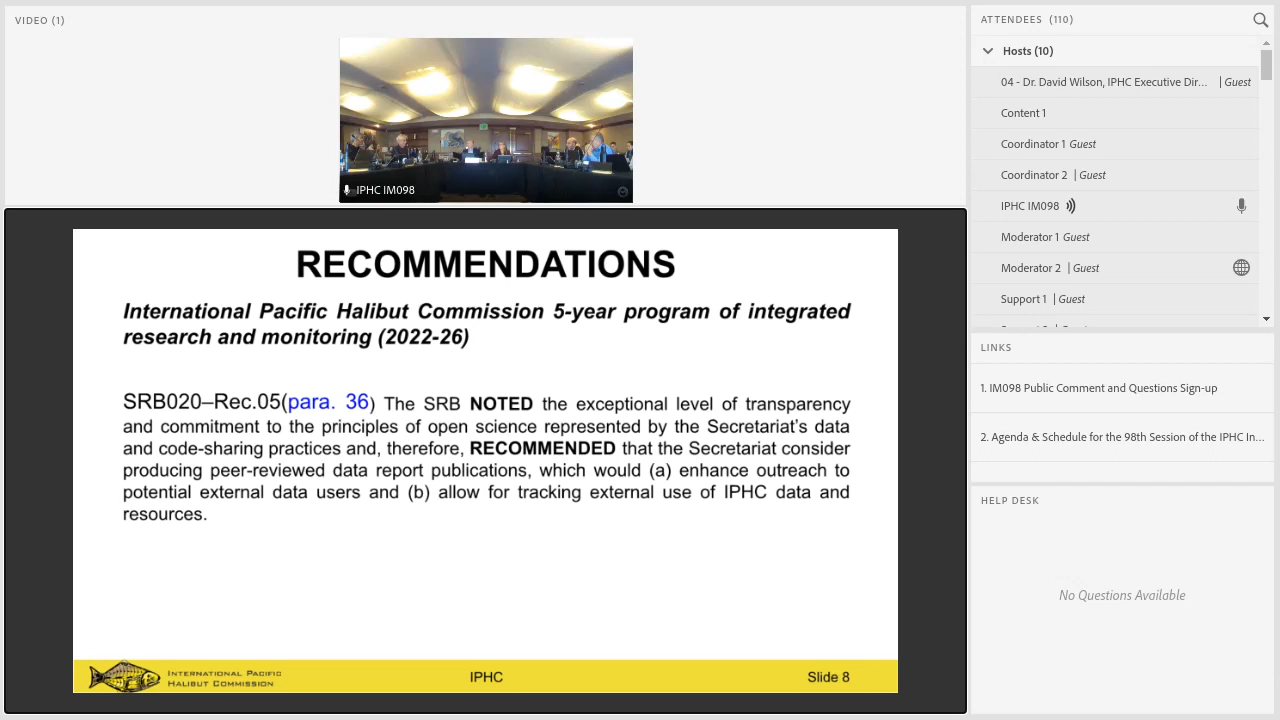 VIDEO (1)
IPHC IM098
RECOMMENDATIONS
International Pacific Halibut Commission 5-year program of integrated
research and monitoring (2022-26)
SRB020–Rec.05(para. 36) The SRB NOTED the exceptional level of transparency
and commitment to the principles of open science represented by the Secretariat's data
and code-sharing practices and, therefore, RECOMMENDED that the Secretariat consider
producing peer-reviewed data report publications, which would (a) enhance outreach to
potential external data users and (b) allow for tracking external use of IPHC data and
resources.
INTERNATIONAL PACIFIC
HALIBUT COMMISSION
IPHC
Slide 8
ATTENDEES (110)
Hosts (10)
04 - Dr. David Wilson, IPHC Executive Dir... | Guest
Content 1
Coordinator 1 Guest
Coordinator 2 | Guest
IPHC IM098
Moderator 1 Guest
Moderator 2 | Guest
Support 1 | Guest
LINKS
1. IM098 Public Comment and Questions Sign-up
2. Agenda & Schedule for the 98th Session of the IPHC In...
HELP DESK
No Questions Available